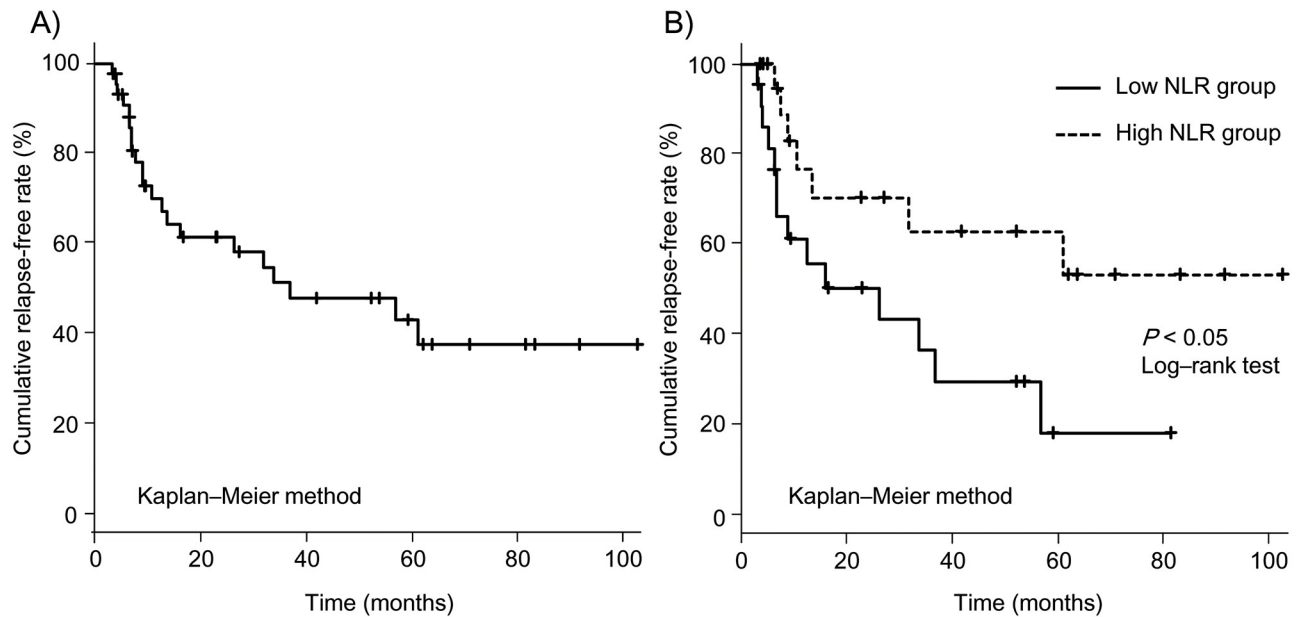 A)
Cumulative relapse-free rate (%)
100
80
60
40
20
0
Kaplan–Meier method
0 20 40 60 80 100
Time (months)
B)
Cumulative relapse-free rate (%)
100
80
60
40
20
0
Low NLR group
High NLR group
P < 0.05
Log–rank test
Kaplan–Meier method
0 20 40 60 80 100
Time (months)